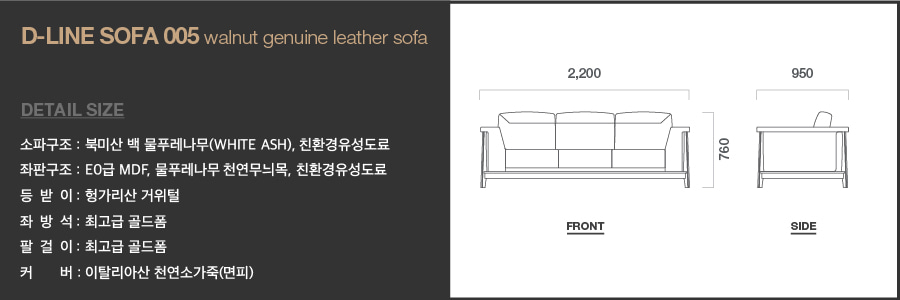 D-LINE SOFA 005 walnut genuine leather sofa
DETAIL SIZE
소파구조 : 북미산 백 물푸레나무(WHITE ASH), 친환경유성도료
좌판구조 : E0급 MDF, 물푸레나무 천연무늬목, 친환경유성도료
등 받 이 : 헝가리산 거위털
좌 방 석 : 최고급 골드폼
팔 걸 이 : 최고급 골드폼
커 버 : 이탈리아산 천연소가죽(면피)
2,200
950
760
FRONT
SIDE